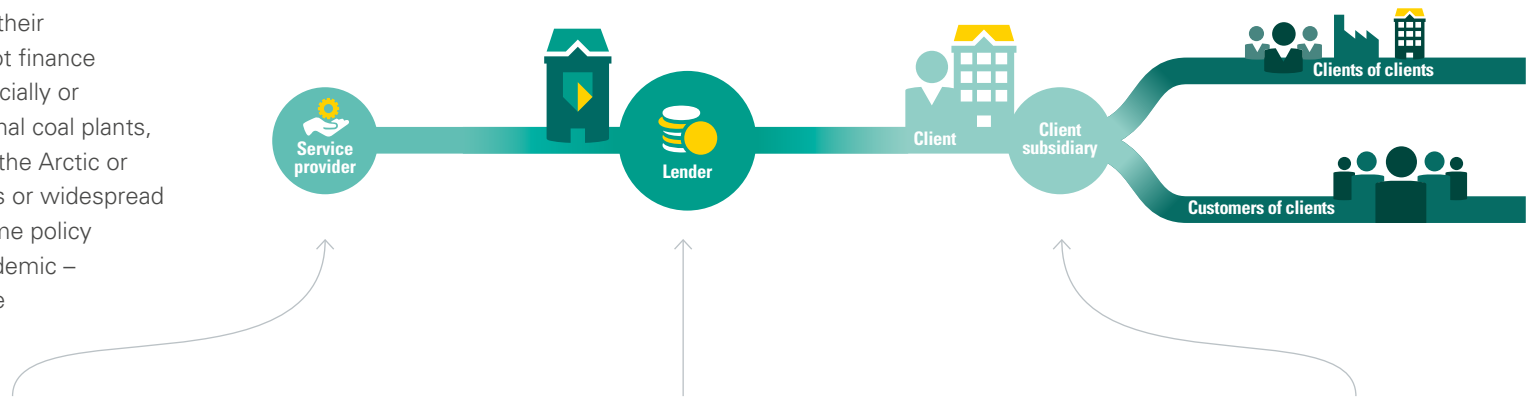 their
ot finance
cially or
nal coal plants,
the Arctic or
s or widespread
me policy
demic –
e
Service
provider
Lender
Client
Client
subsidiary
Clients of clients
Customers of clients